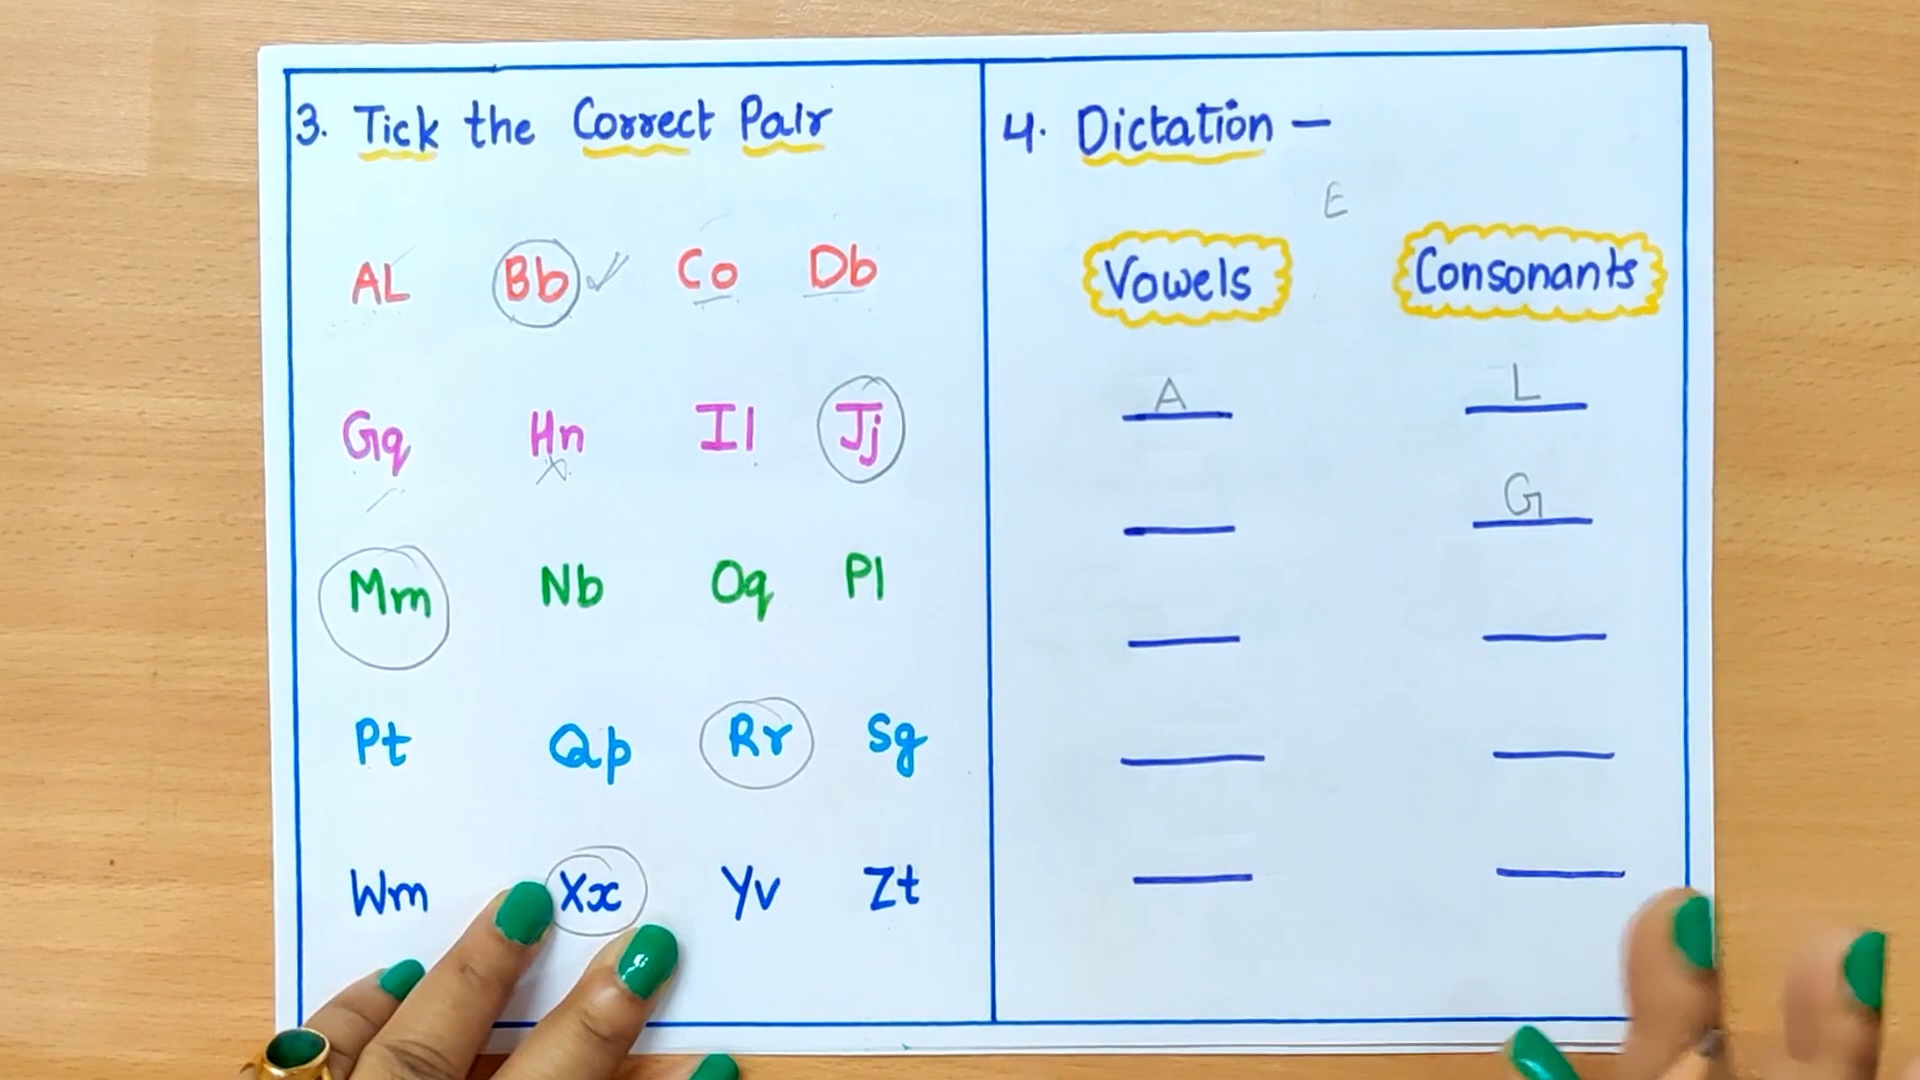 3. Tick the Correct Pair
AL Bb ✓ Co Db
Gq Hn Il Jj
Mm Nb Oq Pl
Pt Qp Rr Sg
Wm Xx Yv Zt
4. Dictation –
E
Vowels Consonants
A L
G